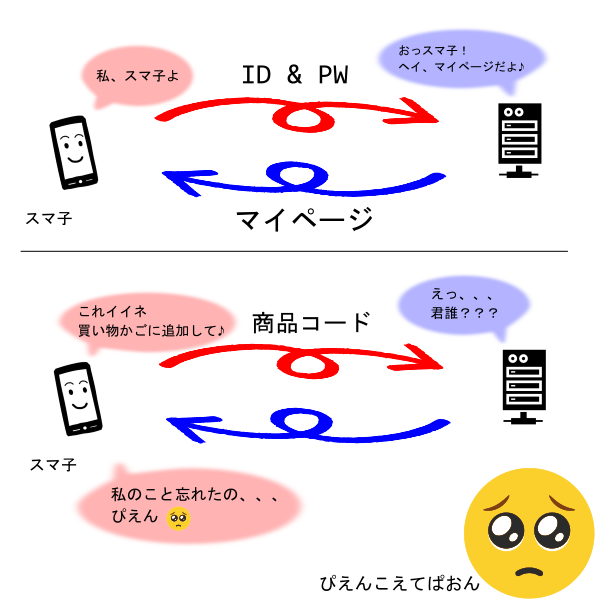 私、スマ子よ
ID & PW
おっスマ子！
ヘイ、マイページだよ♪
スマ子
マイページ
これイイネ
買い物かごに追加して♪
商品コード
えっ、、、
君誰？？？
スマ子
私のこと忘れたの、、、
ぴえん 🥺
ぴえんこえてぱおん